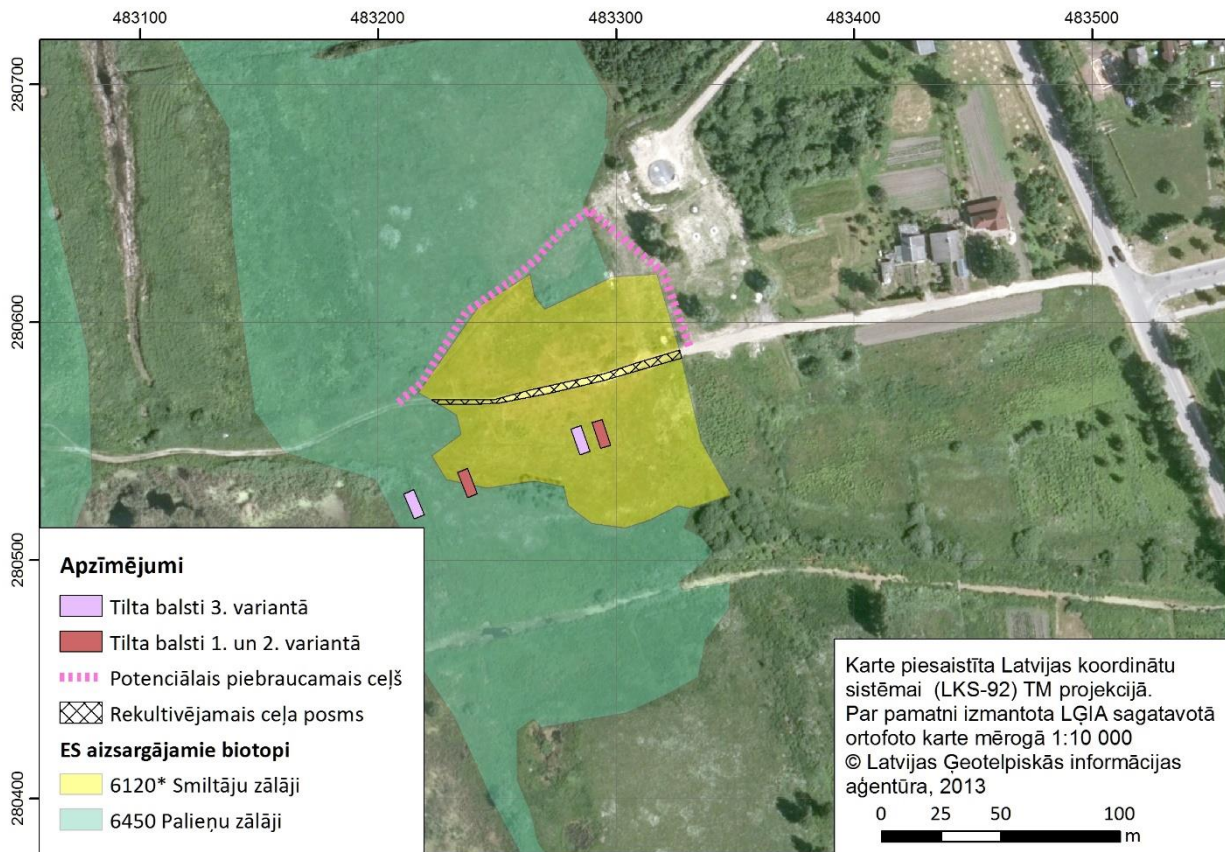 483100
483200
483300
483400
483500
280700
280600
280500
280400
Apzīmējumi
Tilta balsti 3. variantā
Tilta balsti 1. un 2. variantā
Potenciālais piebraucamais ceļš
Rekultivējamais ceļa posms
ES aizsargājamie biotopi
6120* Smiltāju zālāji
6450 Palieņu zālāji
Karte piesaistīta Latvijas koordinātu
sistēmai (LKS-92) TM projekcijā.
Par pamatni izmantota LĢIA sagatavotā
ortofoto karte mērogā 1:10 000
© Latvijas Ģeotelpiskās informācijas
aģentūra, 2013
0 25 50 100
m